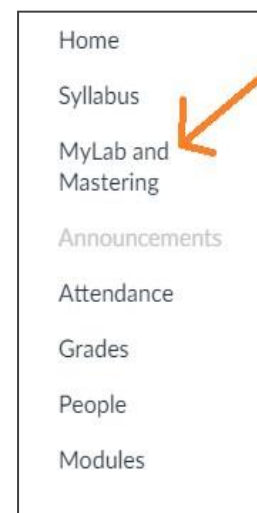 Home
Syllabus
MyLab and
Mastering
Announcements
Attendance
Grades
People
Modules